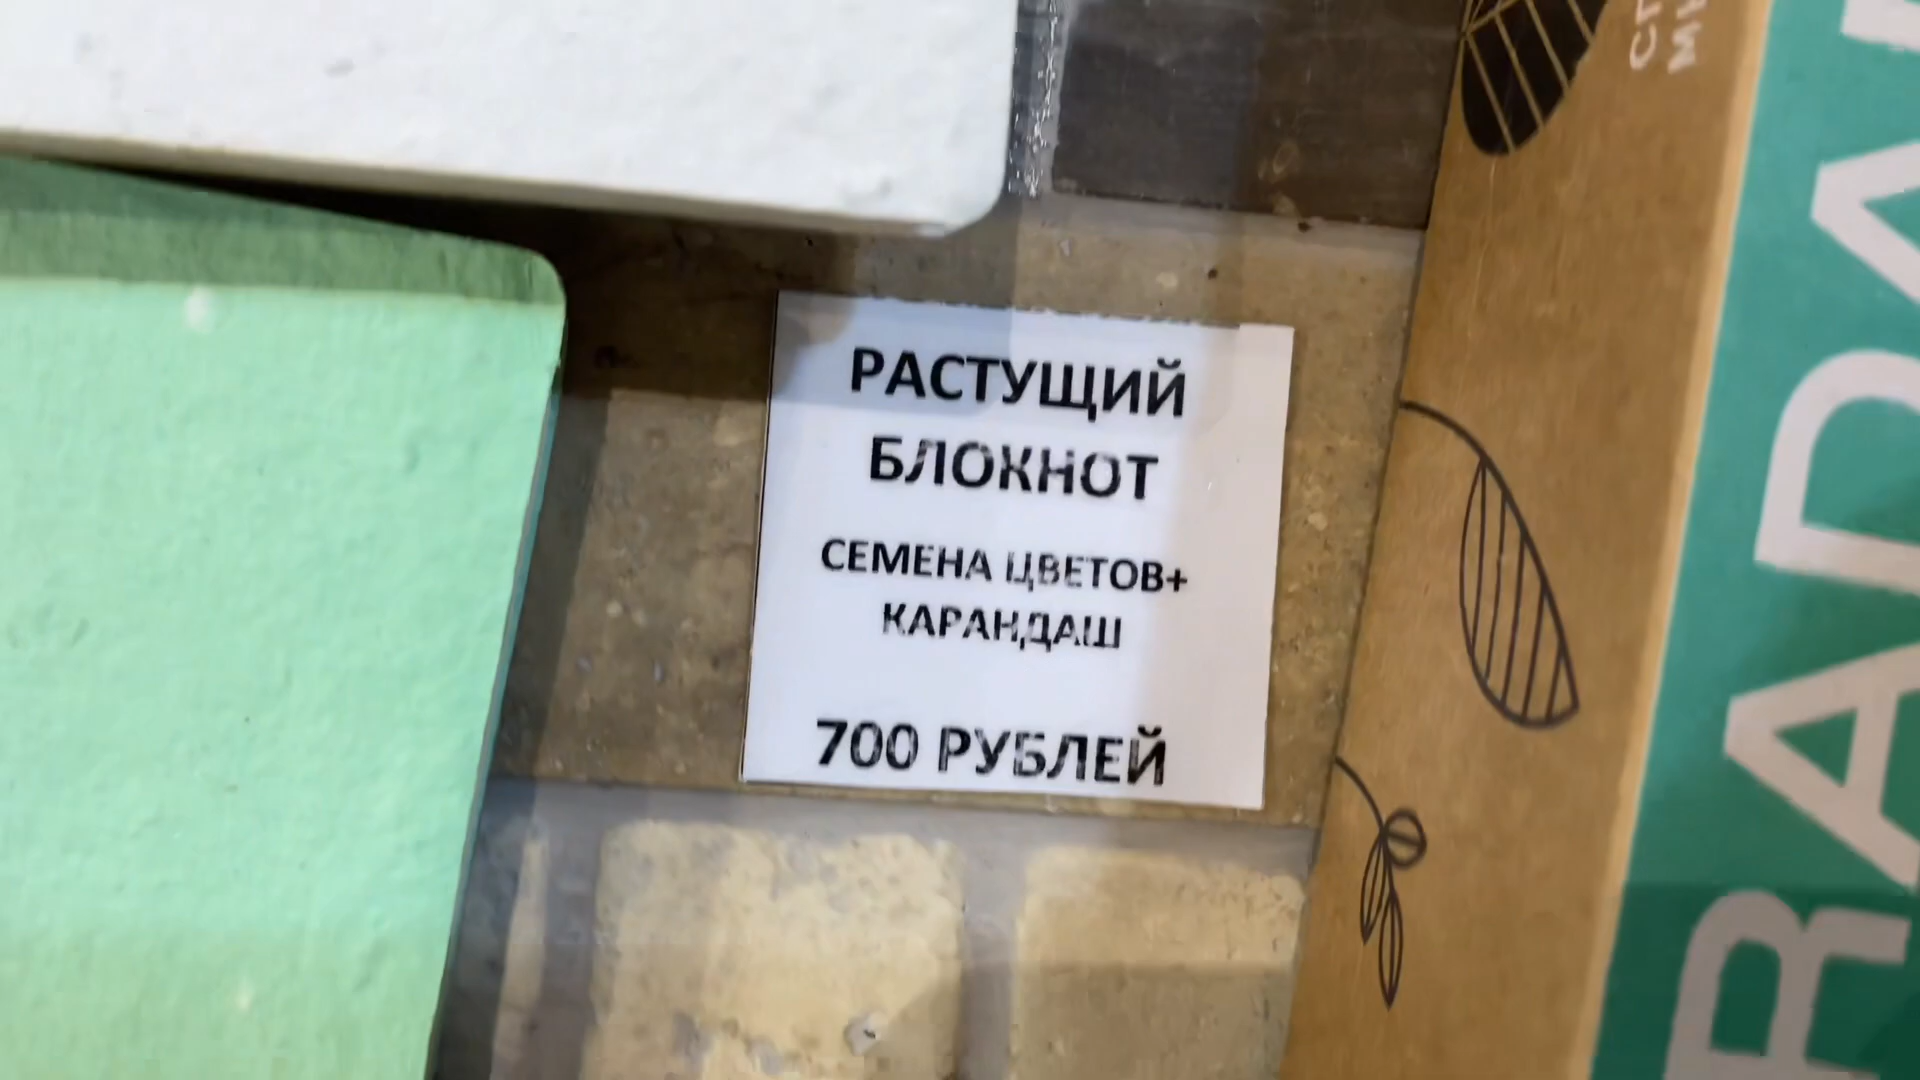 РАСТУЩИЙ
БЛОКНОТ
СЕМЕНА ЦВЕТОВ+
КАРАНДАШ
700 РУБЛЕЙ